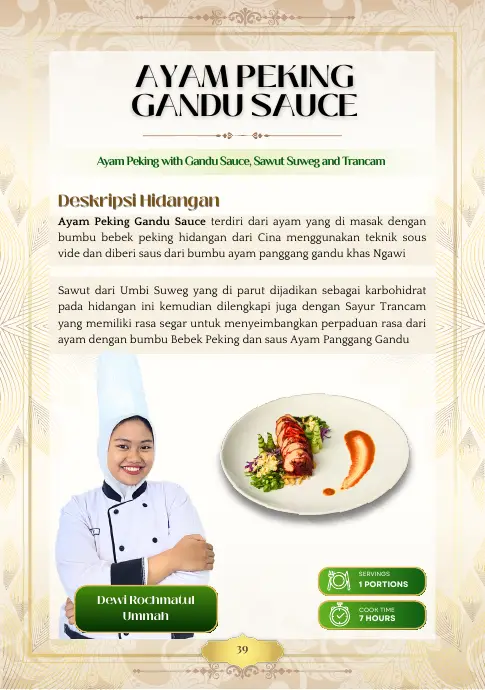 AYAM PEKING
GANDU SAUCE
Ayam Peking with Gandu Sauce, Sawut Suweg and Trancam
Deskripsi Hidangan
Ayam Peking Gandu Sauce terdiri dari ayam yang di masak dengan
bumbu bebek peking hidangan dari Cina menggunakan teknik sous
vide dan diberi saus dari bumbu ayam panggang gandu khas Ngawi
Sawut dari Umbi Suweg yang di parut dijadikan sebagai karbohidrat
pada hidangan ini kemudian dilengkapi juga dengan Sayur Trancam
yang memiliki rasa segar untuk menyeimbangkan perpaduan rasa dari
ayam dengan bumbu Bebek Peking dan saus Ayam Panggang Gandu
Dewi Rochmatul
Ummah
SERVINGS
1 PORTIONS
COOK TIME
7 HOURS
39